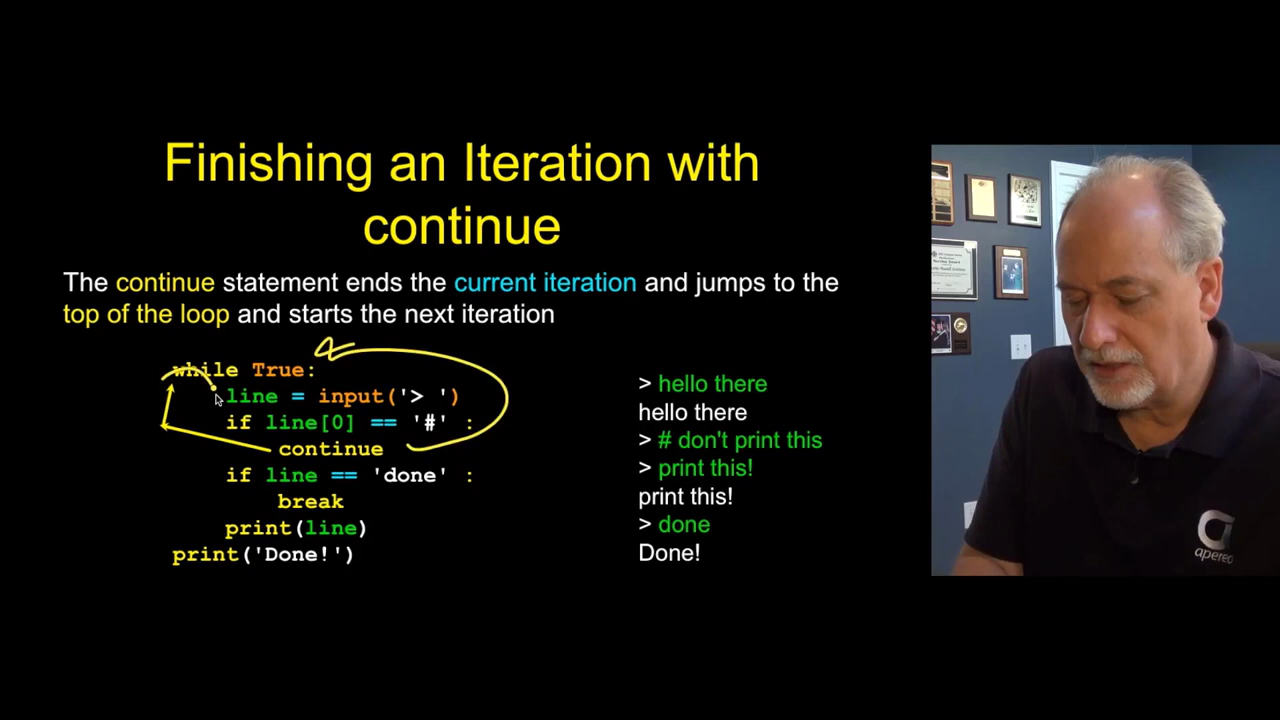 Finishing an Iteration with
continue
The continue statement ends the current iteration and jumps to the
top of the loop and starts the next iteration
while True:
    line = input('> ')
    if line[0] == '#' :
        continue
    if line == 'done' :
        break
    print(line)
print('Done!')
> hello there
hello there
> # don't print this
> print this!
print this!
> done
Done!
apereo